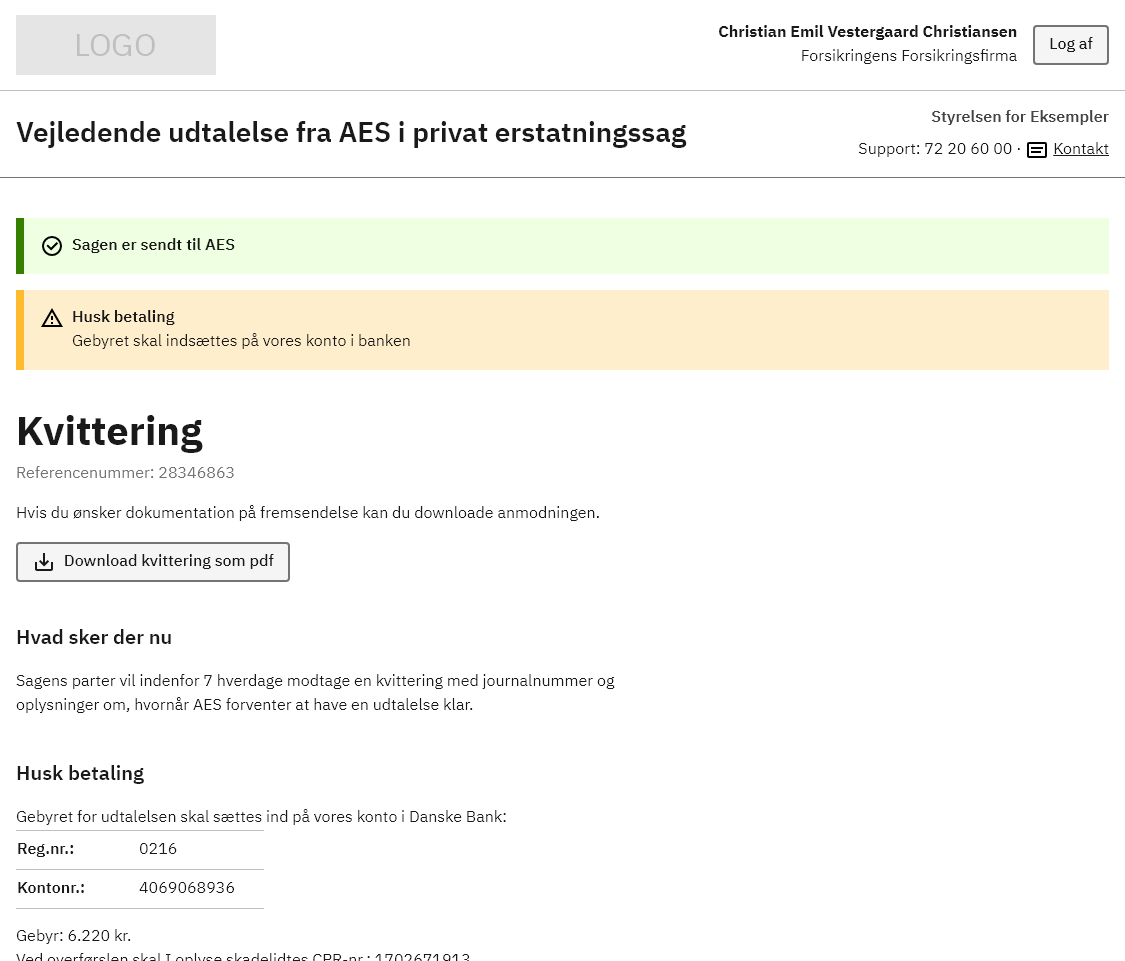 LOGO
Christian Emil Vestergaard Christiansen
Forsikringens Forsikringsfirma
Log af
Vejledende udtalelse fra AES i privat erstatningssag
Styrelsen for Eksempler
Support: 72 20 60 00 · Kontakt
Sagen er sendt til AES
Husk betaling
Gebyret skal indsættes på vores konto i banken
Kvittering
Referencenummer: 28346863
Hvis du ønsker dokumentation på fremsendelse kan du downloade anmodningen.
Download kvittering som pdf
Hvad sker der nu
Sagens parter vil indenfor 7 hverdage modtage en kvittering med journalnummer og
oplysninger om, hvornår AES forventer at have en udtalelse klar.
Husk betaling
Gebyret for udtalelsen skal sættes ind på vores konto i Danske Bank:
Reg.nr.: 0216
Kontonr.: 4069068936
Gebyr: 6.220 kr.
Ved overførslen skal I oplyse skadelidtes CPR-nr.: 1702671913